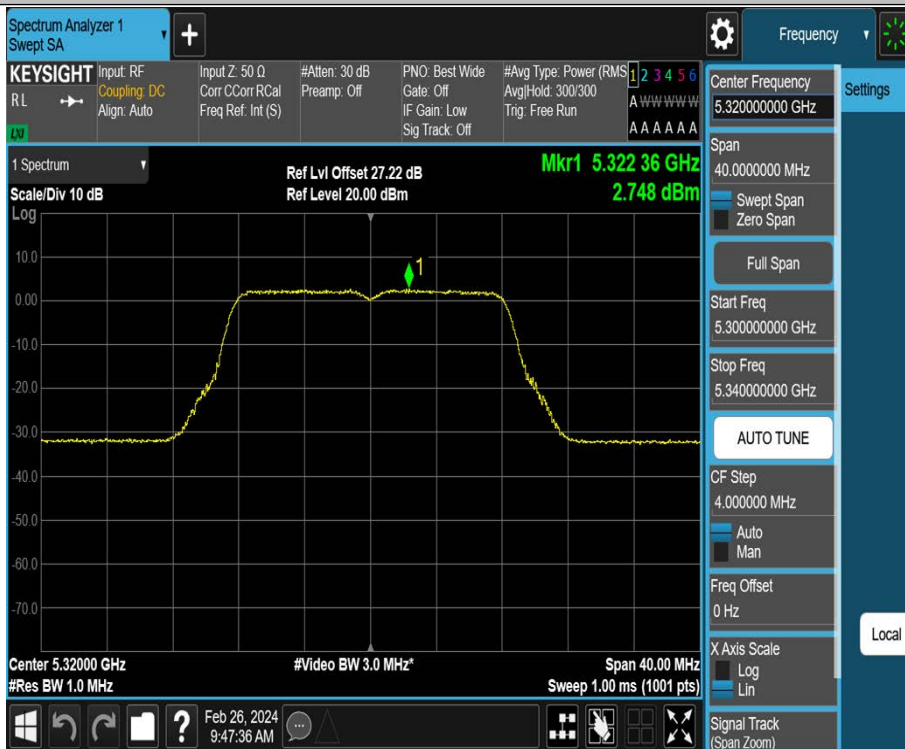 Spectrum Analyzer 1
Swept SA
+
Frequency
KEYSIGHT
RL
LXI
Input: RF
Coupling: DC
Align: Auto
Input Z: 50 Ω
Corr CCorr RCal
Freq Ref: Int (S)
#Atten: 30 dB
Preamp: Off
PNO: Best Wide
Gate: Off
IF Gain: Low
Sig Track: Off
#Avg Type: Power (RMS
Avg|Hold: 300/300
Trig: Free Run
1 2 3 4 5 6
A W W W W W
A A A A A A
Center Frequency
5.320000000 GHz
Settings
Span
40.0000000 MHz
Swept Span
Zero Span
Full Span
Start Freq
5.300000000 GHz
Stop Freq
5.340000000 GHz
AUTO TUNE
CF Step
4.000000 MHz
Auto
Man
Freq Offset
0 Hz
X Axis Scale
Log
Lin
Local
Signal Track
(Span Zoom)
1 Spectrum
Scale/Div 10 dB
Ref Lvl Offset 27.22 dB
Ref Level 20.00 dBm
Mkr1 5.322 36 GHz
2.748 dBm
Log
10.0
0.00
-10.0
-20.0
-30.0
-40.0
-50.0
-60.0
-70.0
1
Center 5.32000 GHz
#Res BW 1.0 MHz
#Video BW 3.0 MHz*
Span 40.00 MHz
Sweep 1.00 ms (1001 pts)
?
Feb 26, 2024
9:47:36 AM